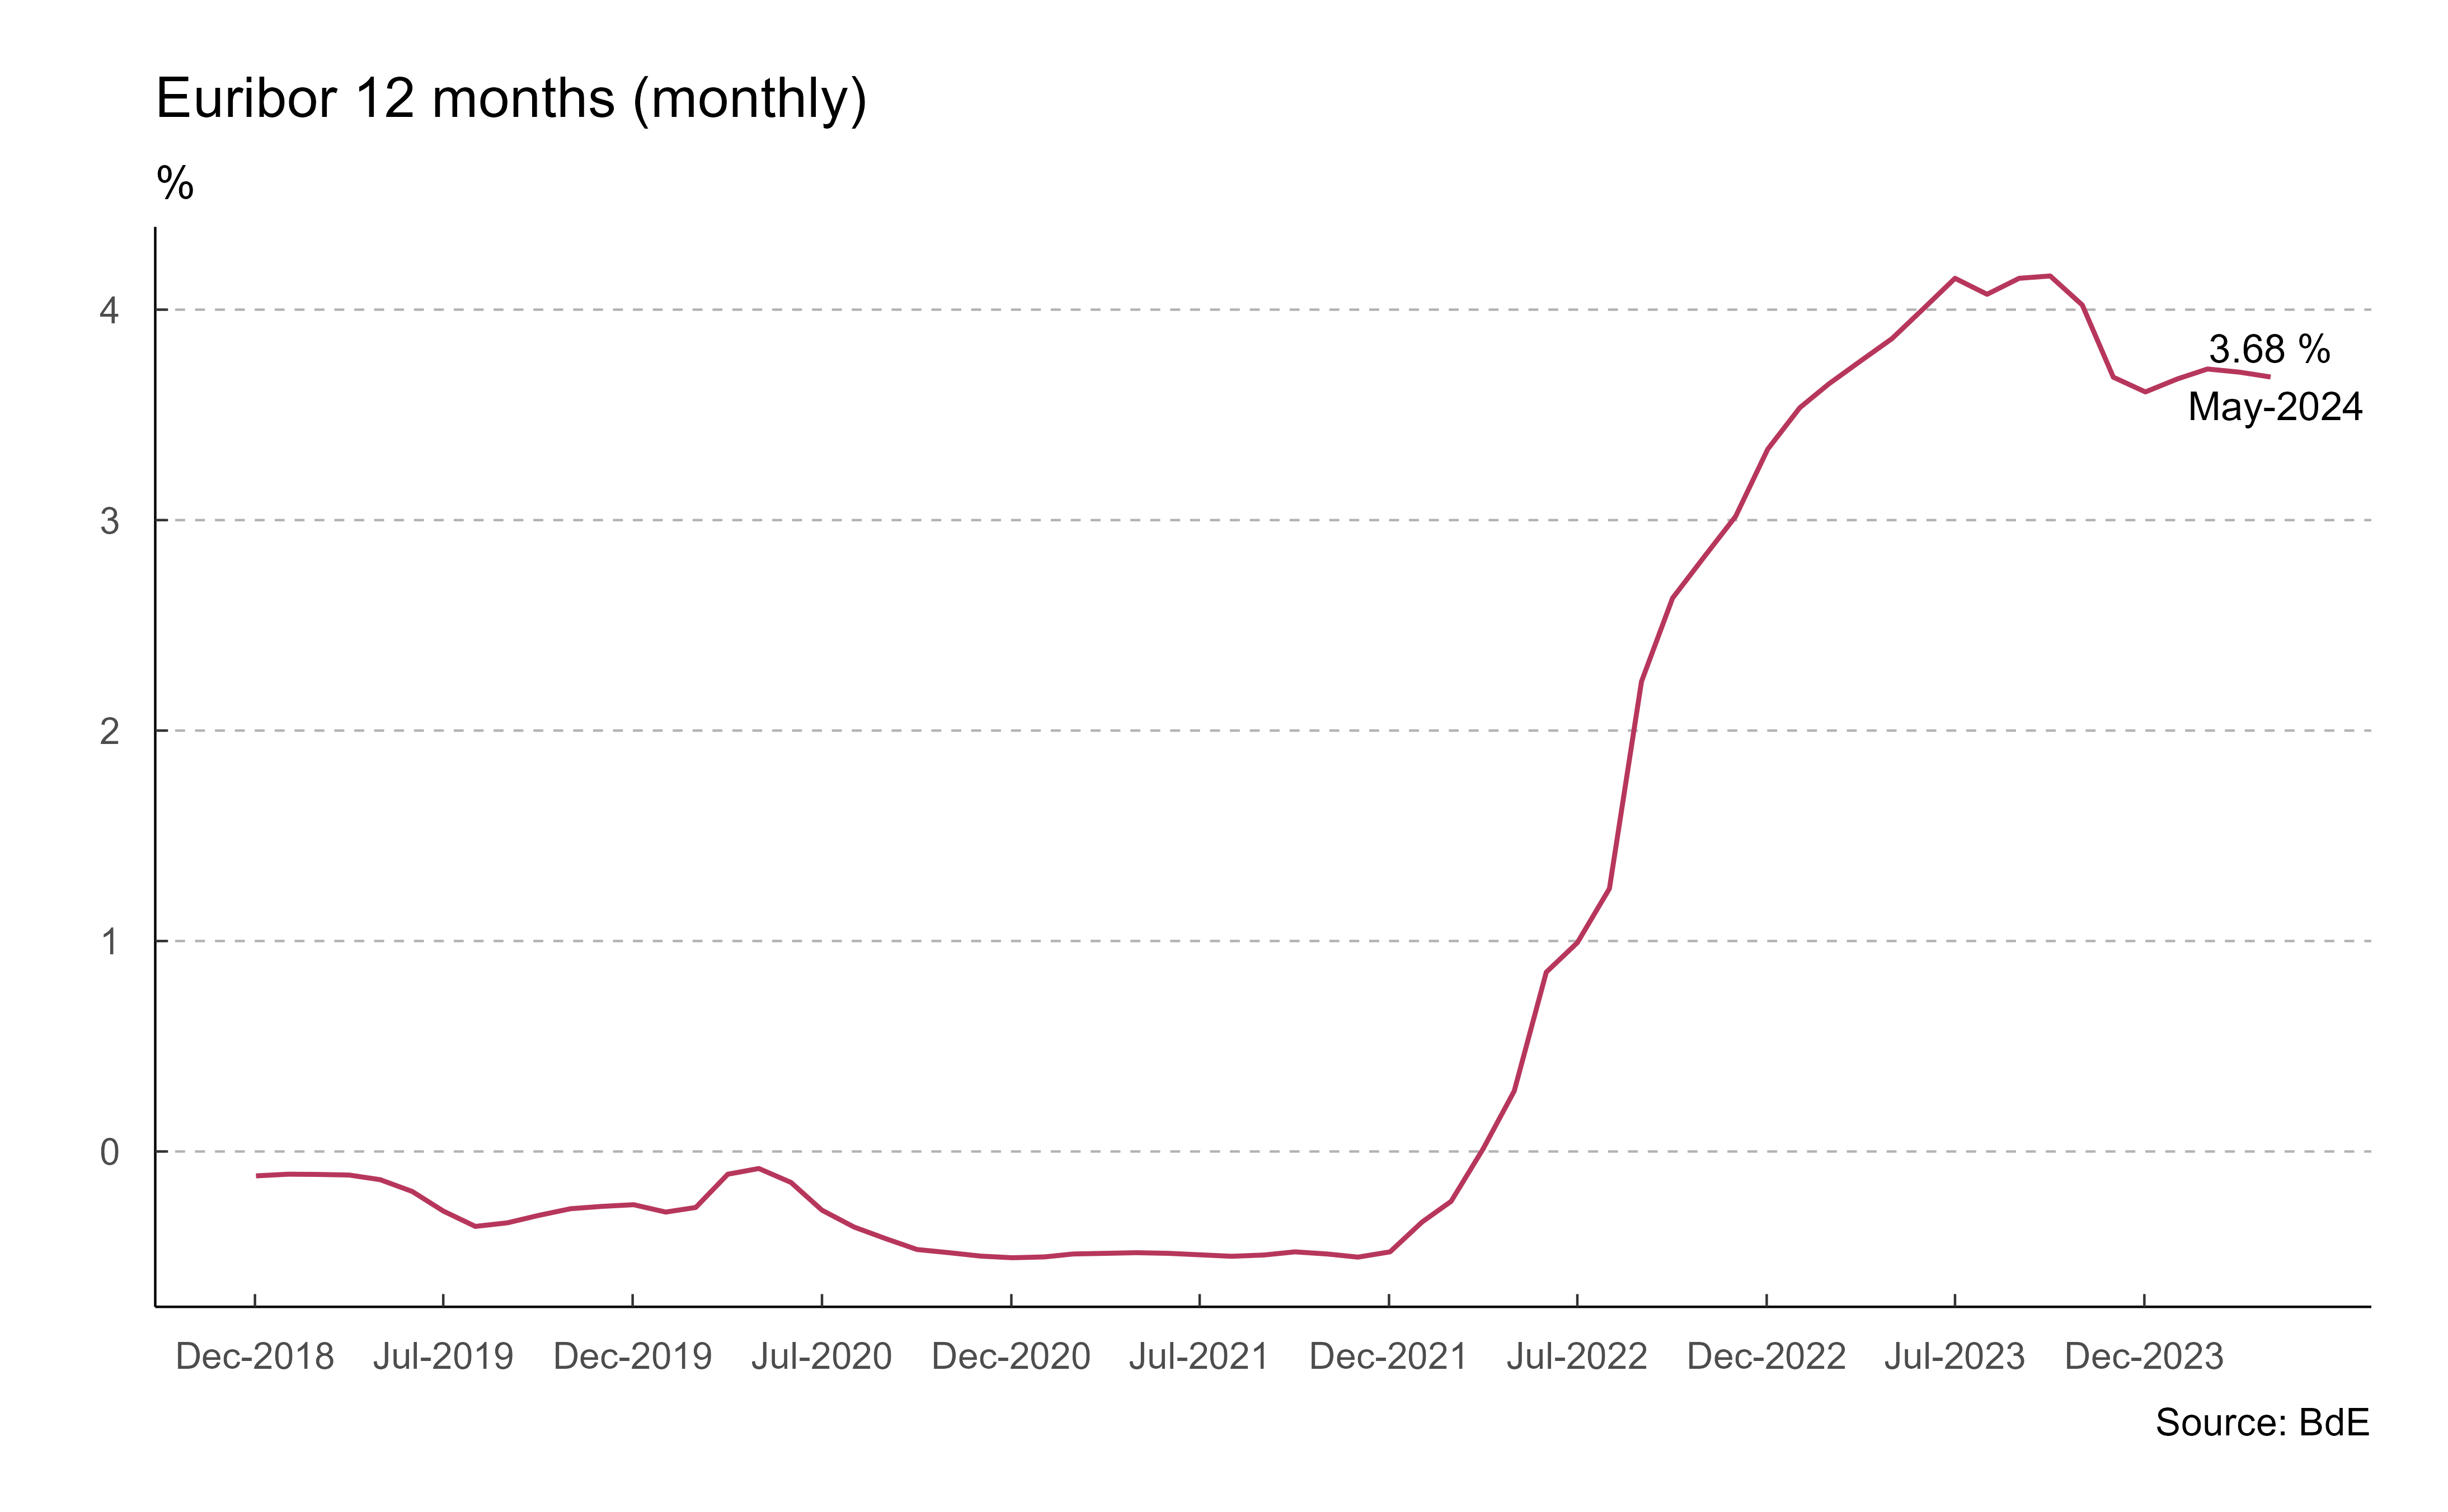 Euribor 12 months (monthly)
%
4
3.68 %
May-2024
3
2
1
0
Dec-2018 Jul-2019 Dec-2019 Jul-2020 Dec-2020 Jul-2021 Dec-2021 Jul-2022 Dec-2022 Jul-2023 Dec-2023
Source: BdE